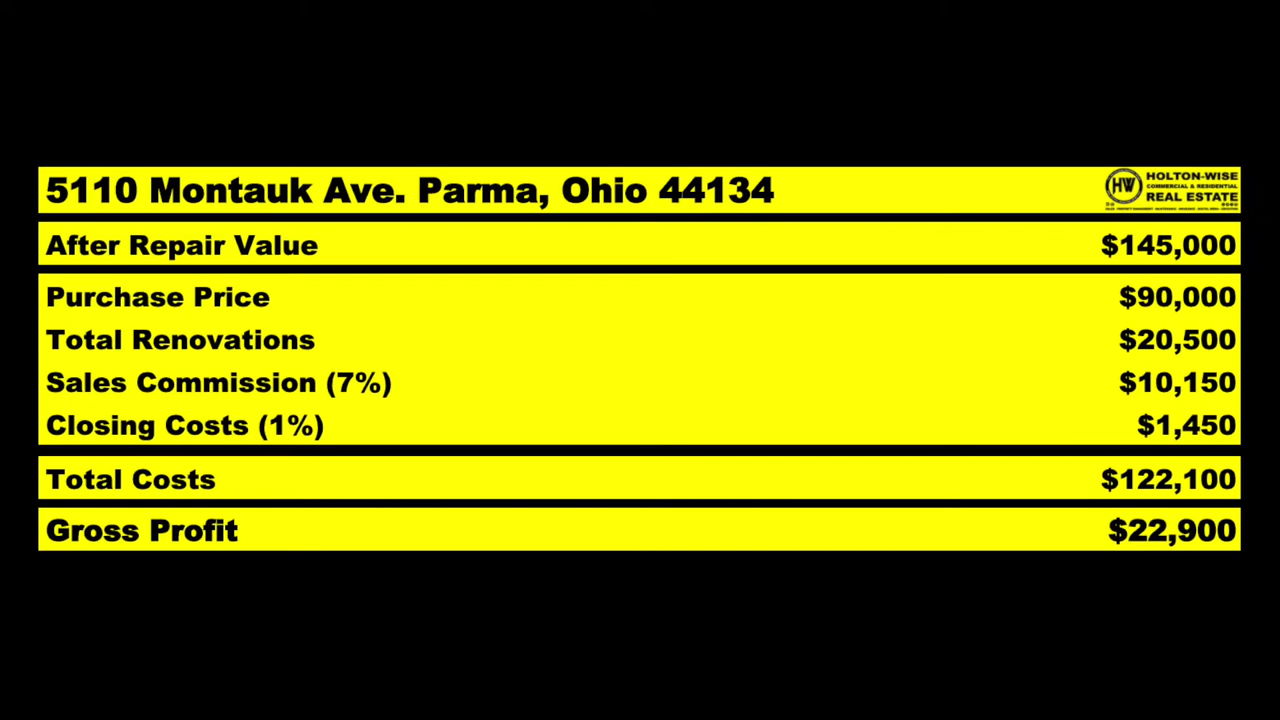 5110 Montauk Ave. Parma, Ohio 44134
HW
HOLTON-WISE
COMMERCIAL & RESIDENTIAL
REAL ESTATE
After Repair Value $145,000
Purchase Price $90,000
Total Renovations $20,500
Sales Commission (7%) $10,150
Closing Costs (1%) $1,450
Total Costs $122,100
Gross Profit $22,900